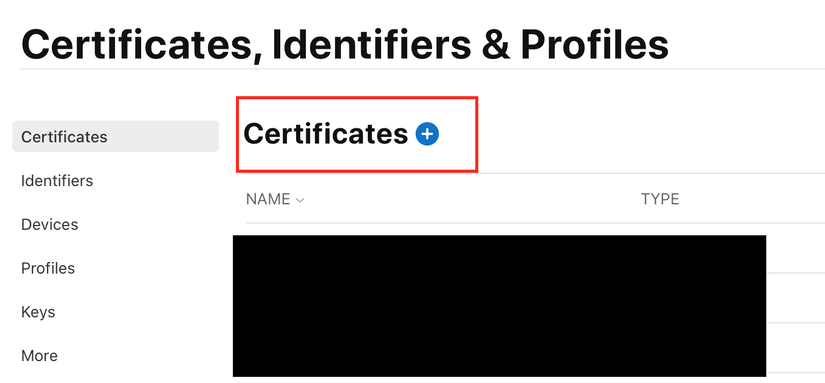 Certificates, Identifiers & Profiles
Certificates
Identifiers
Devices
Profiles
Keys
More
Certificates
NAME
TYPE